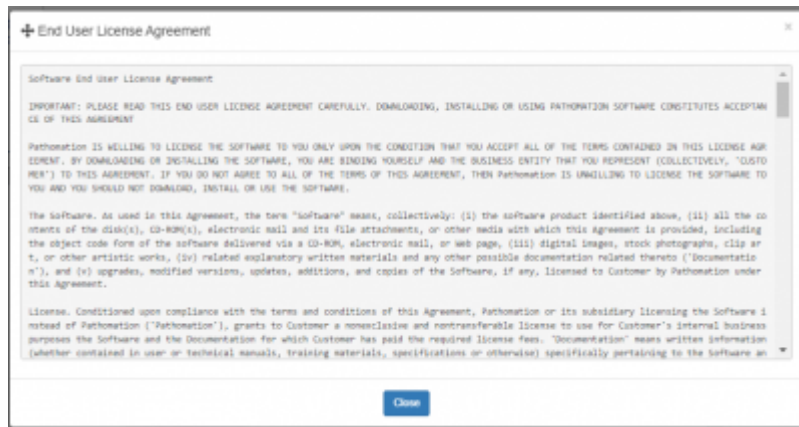 End User License Agreement
×
Software End User License Agreement
IMPORTANT: PLEASE READ THIS END USER LICENSE AGREEMENT CAREFULLY. DOWNLOADING, INSTALLING OR USING PATHOMATION SOFTWARE CONSTITUTES ACCEPTAN
CE OF THIS AGREEMENT
Pathomation IS WILLING TO LICENSE THE SOFTWARE TO YOU ONLY UPON THE CONDITION THAT YOU ACCEPT ALL OF THE TERMS CONTAINED IN THIS LICENSE AGR
EEMENT. BY DOWNLOADING OR INSTALLING THE SOFTWARE, YOU ARE BINDING YOURSELF AND THE BUSINESS ENTITY THAT YOU REPRESENT (COLLECTIVELY, 'CUSTO
MER') TO THIS AGREEMENT. IF YOU DO NOT AGREE TO ALL OF THE TERMS OF THIS AGREEMENT, THEN Pathomation IS UNWILLING TO LICENSE THE SOFTWARE TO
YOU AND YOU SHOULD NOT DOWNLOAD, INSTALL OR USE THE SOFTWARE.
The Software. As used in this Agreement, the term "Software" means, collectively: (i) the software product identified above, (ii) all the co
ntents of the disk(s), CD-ROM(s), electronic mail and its file attachments, or other media with which this Agreement is provided, including
the object code form of the software delivered via a CD-ROM, electronic mail, or web page, (iii) digital images, stock photographs, clip ar
t, or other artistic works, (iv) related explanatory written materials and any other possible documentation related thereto ('Documentatio
n'), and (v) upgrades, modified versions, updates, additions, and copies of the Software, if any, licensed to Customer by Pathomation under
this Agreement.
License. Conditioned upon compliance with the terms and conditions of this Agreement, Pathomation or its subsidiary licensing the Software i
nstead of Pathomation ("Pathomation"), grants to Customer a nonexclusive and nontransferable license to use for Customer's internal business
purposes the Software and the Documentation for which Customer has paid the required license fees. "Documentation" means written information
(whether contained in user or technical manuals, training materials, specifications or otherwise) specifically pertaining to the Software an
Close